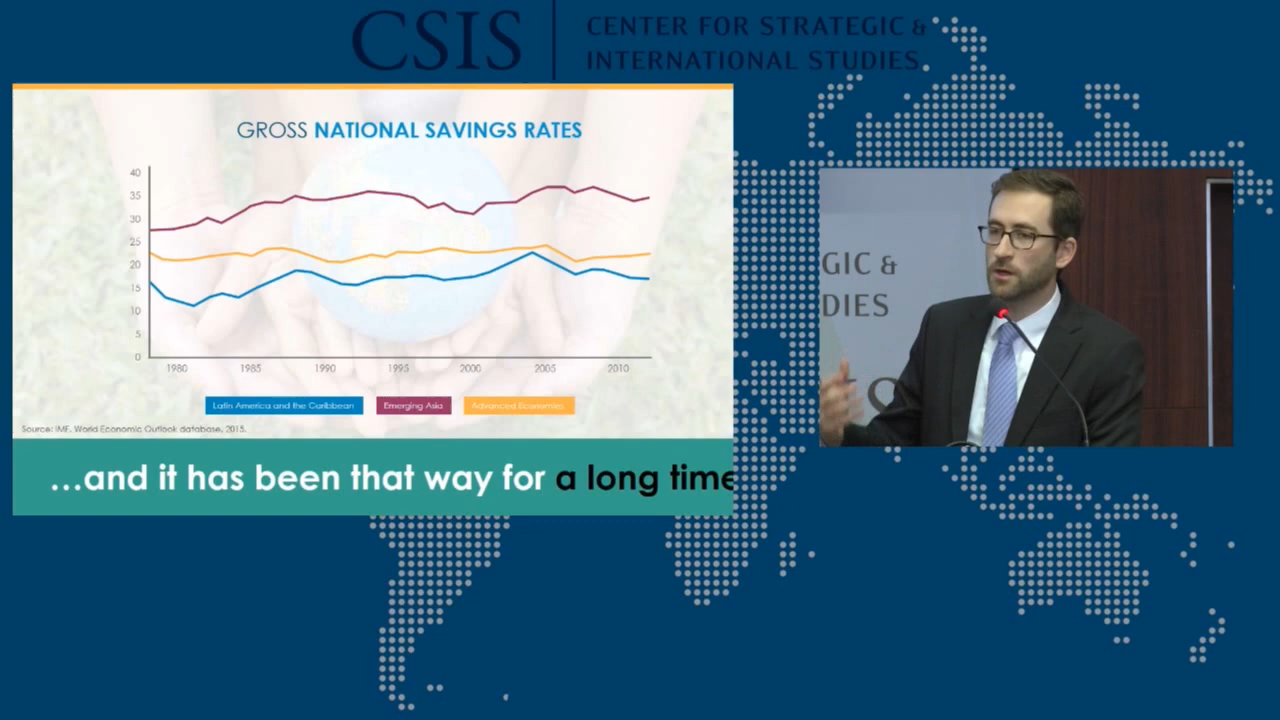 CSIS
CENTER FOR STRATEGIC &
INTERNATIONAL STUDIES
GROSS NATIONAL SAVINGS RATES
40
35
30
25
20
15
10
5
0
1980 1985 1990 1995 2000 2005 2010
Latin America and the Caribbean Emerging Asia Advanced Economies
Source: IMF, World Economic Outlook database, 2015.
...and it has been that way for a long time
GIC &
DIES